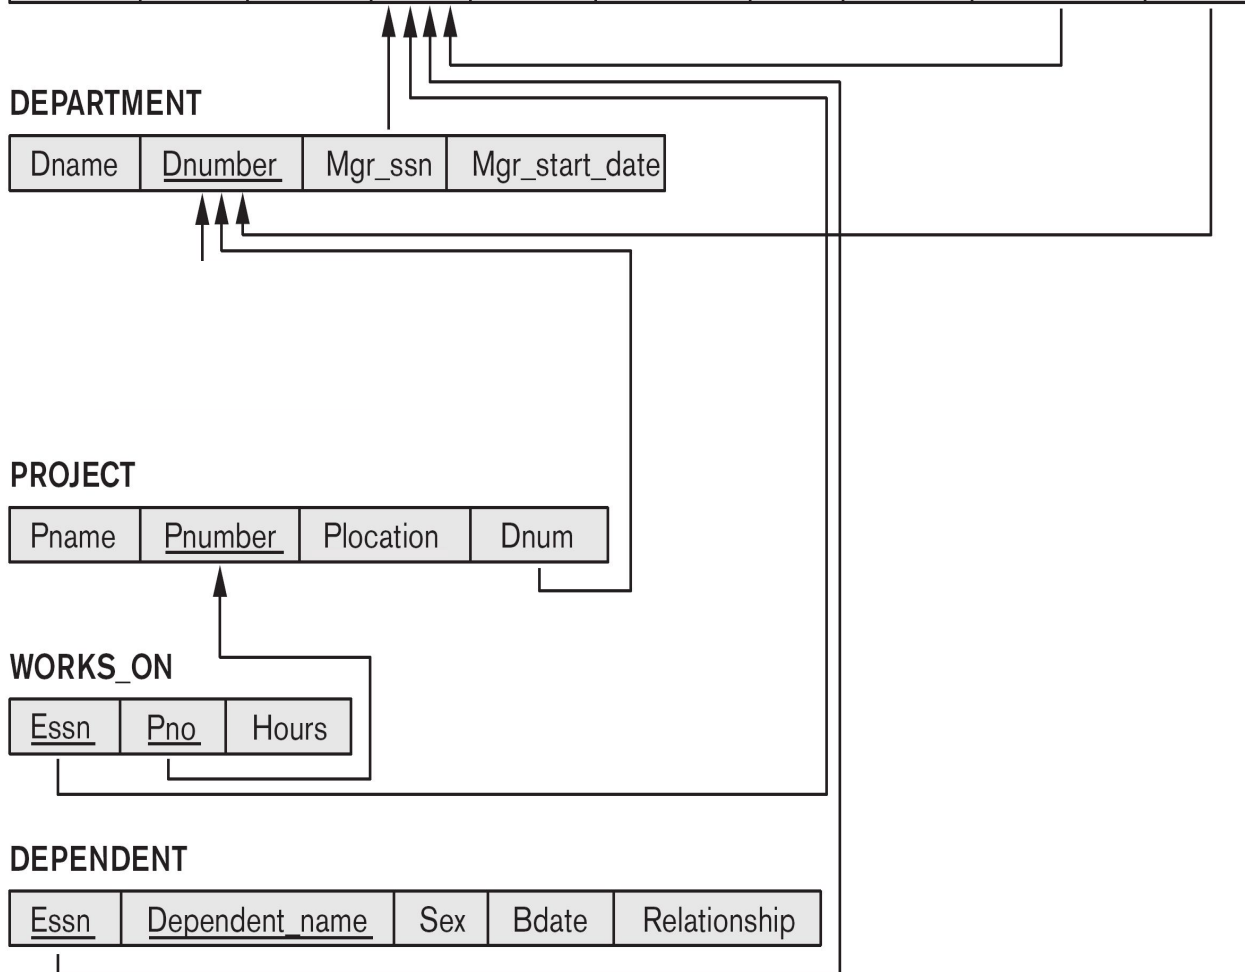 DEPARTMENT
Dname Dnumber Mgr_ssn Mgr_start_date
PROJECT
Pname Pnumber Plocation Dnum
WORKS_ON
Essn Pno Hours
DEPENDENT
Essn Dependent_name Sex Bdate Relationship